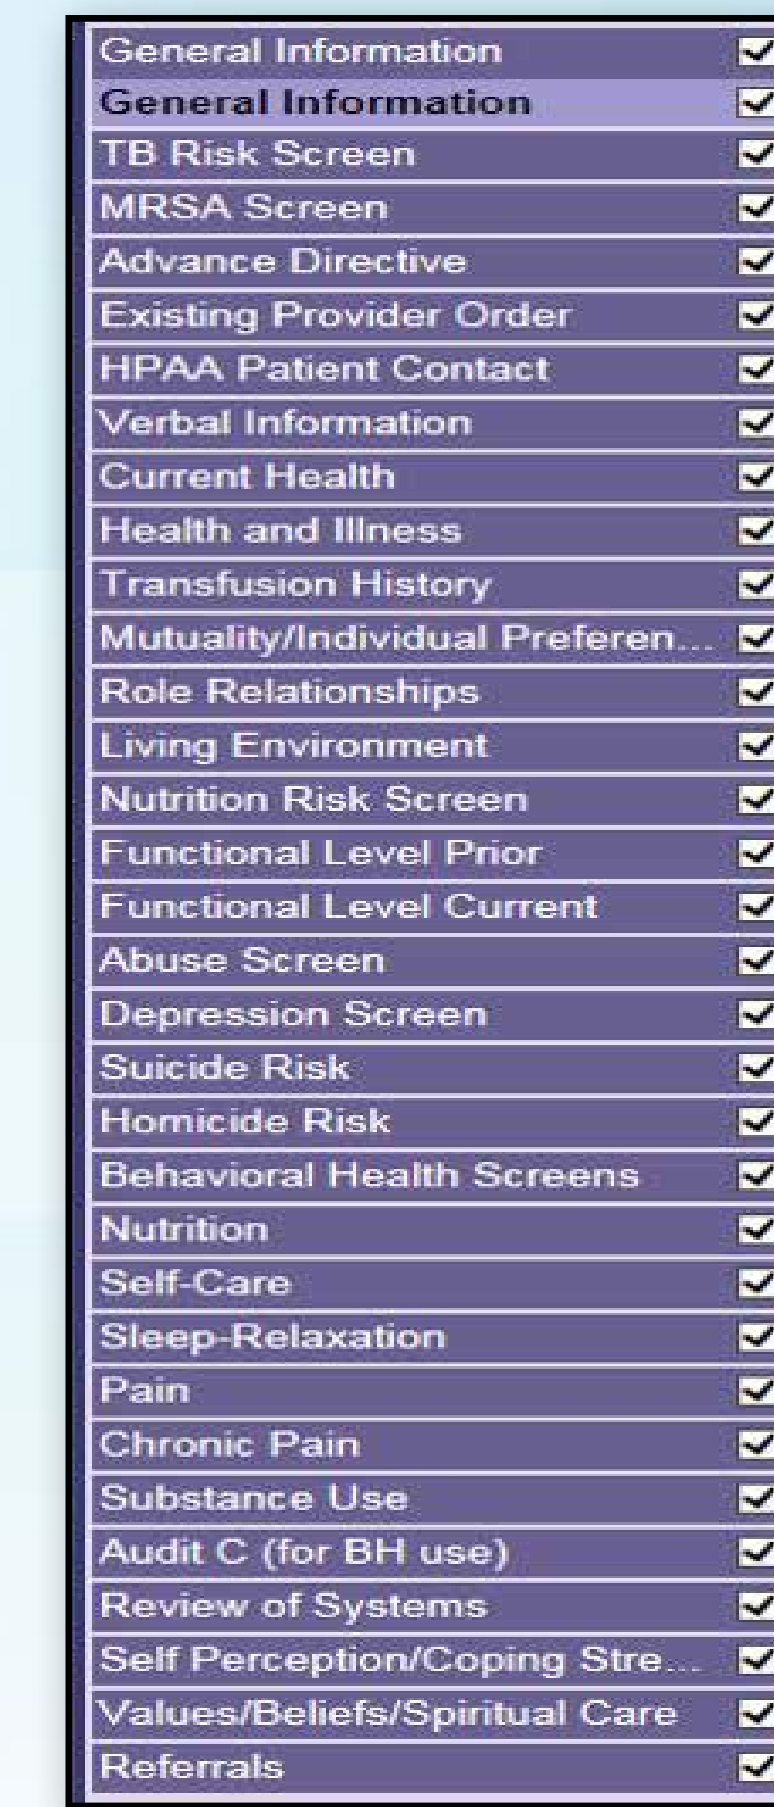 General Information
General Information
TB Risk Screen
MRSA Screen
Advance Directive
Existing Provider Order
HPAA Patient Contact
Verbal Information
Current Health
Health and Illness
Transfusion History
Mutuality/Individual Preferen...
Role Relationships
Living Environment
Nutrition Risk Screen
Functional Level Prior
Functional Level Current
Abuse Screen
Depression Screen
Suicide Risk
Homicide Risk
Behavioral Health Screens
Nutrition
Self-Care
Sleep-Relaxation
Pain
Chronic Pain
Substance Use
Audit C (for BH use)
Review of Systems
Self Perception/Coping Stre...
Values/Beliefs/Spiritual Care
Referrals